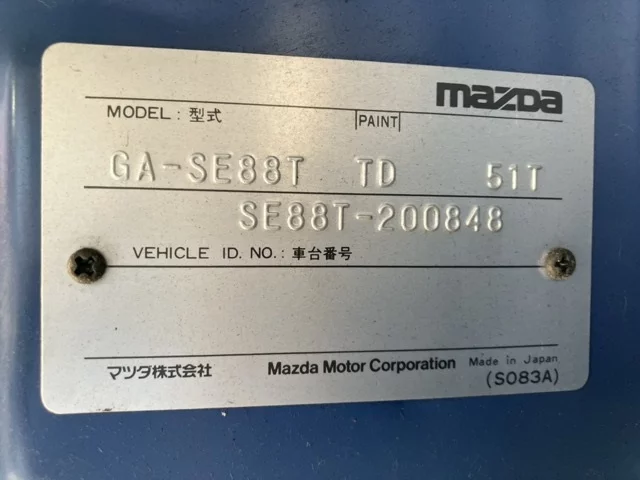 mazda
MODEL : 型式 |PAINT|
GA-SE88T TD 51T
SE88T-200848
VEHICLE ID. NO. : 車台番号
マツダ株式会社 Mazda Motor Corporation Made in Japan
(S083A)